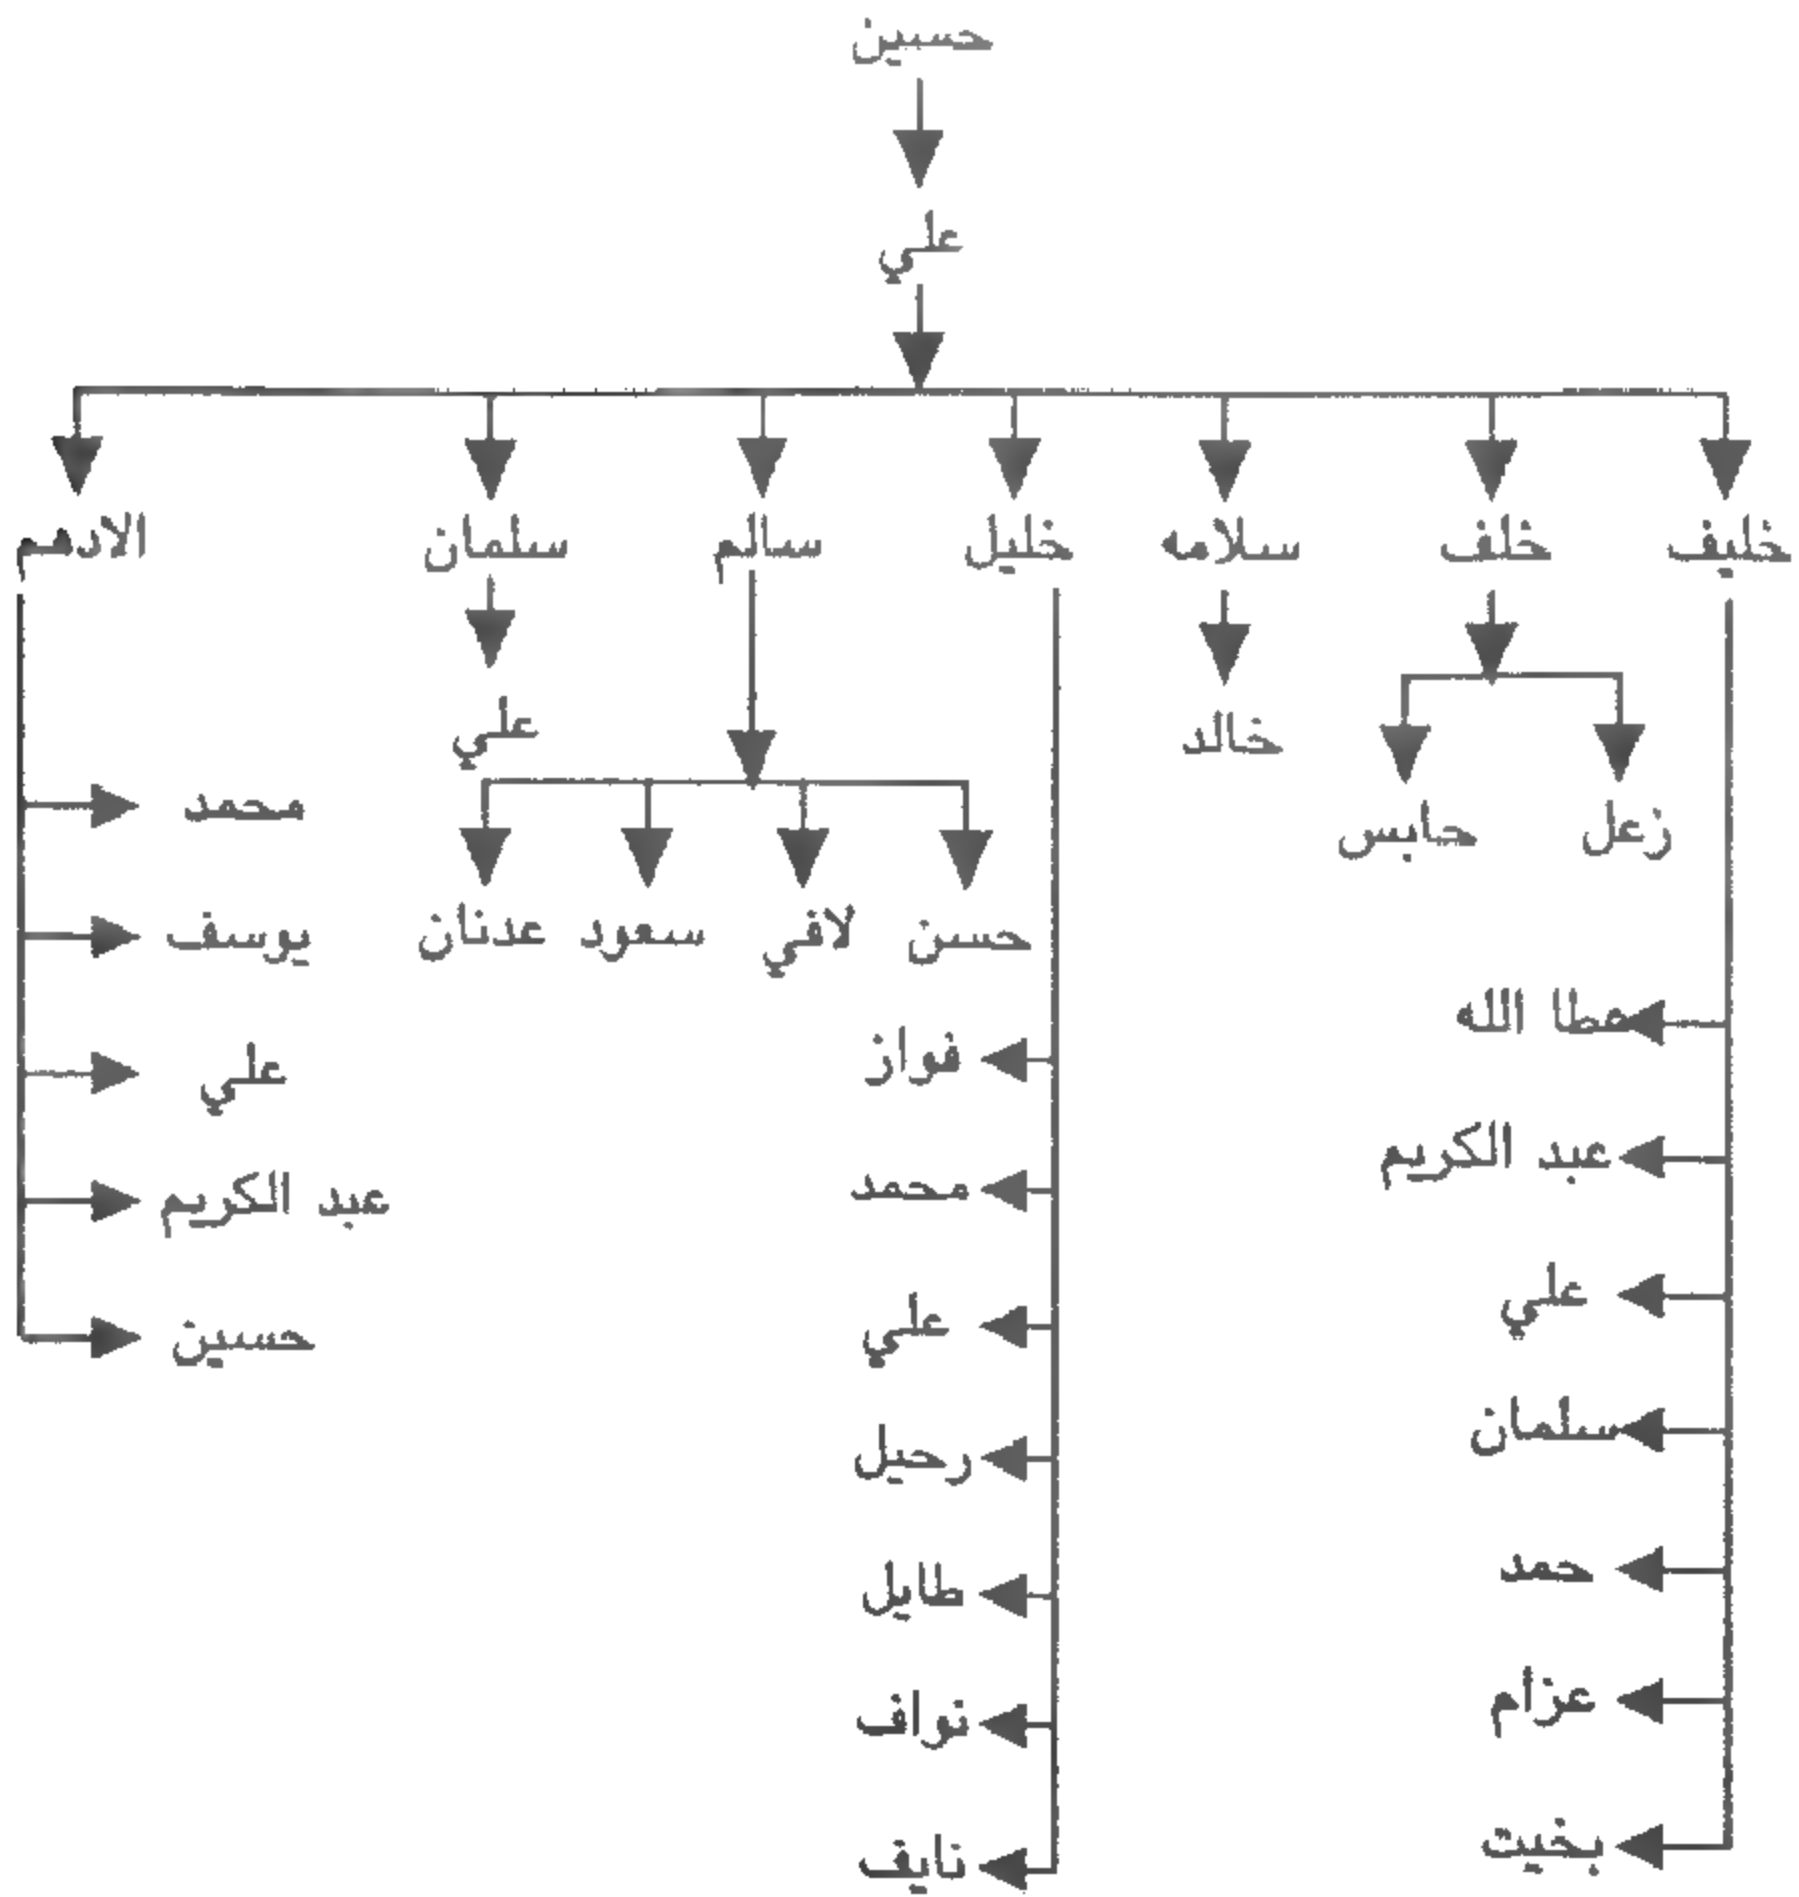 حسين
علي
خليف خلف سلامه خليل سالم سلمان الادهم
علي
خالد
زعل حابس
محمد
حسن لافي سعود عدنان
يوسف
عطا الله
فواز
علي
عبد الكريم
محمد
عبد الكريم
علي
علي
حسين
سلمان
رحيل
حمد
طايل
عزام
نواف
بخيت
نايف